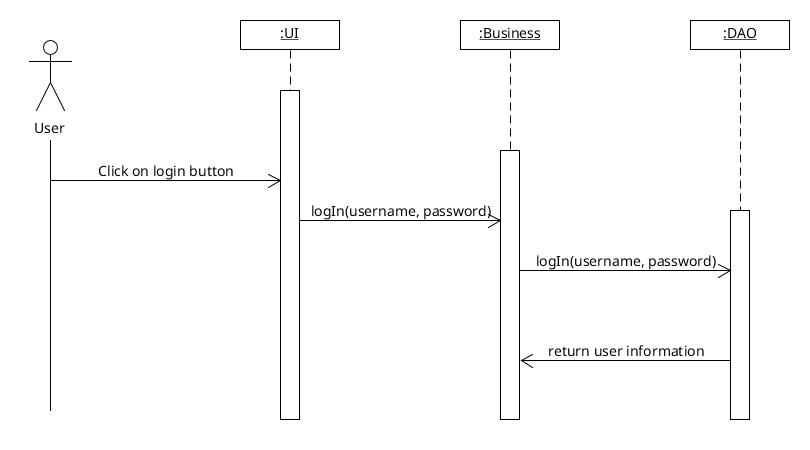 :UI
:Business
:DAO
User
Click on login button
logIn(username, password)
logIn(username, password)
return user information